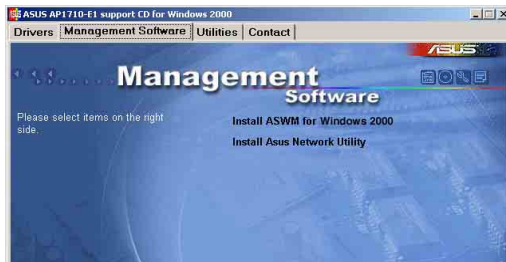 ASUS AP1710-E1 support CD for Windows 2000
Drivers Management Software Utilities Contact
ASUS
Management
Software
Please select items on the right
side.
Install ASWM for Windows 2000
Install Asus Network Utility